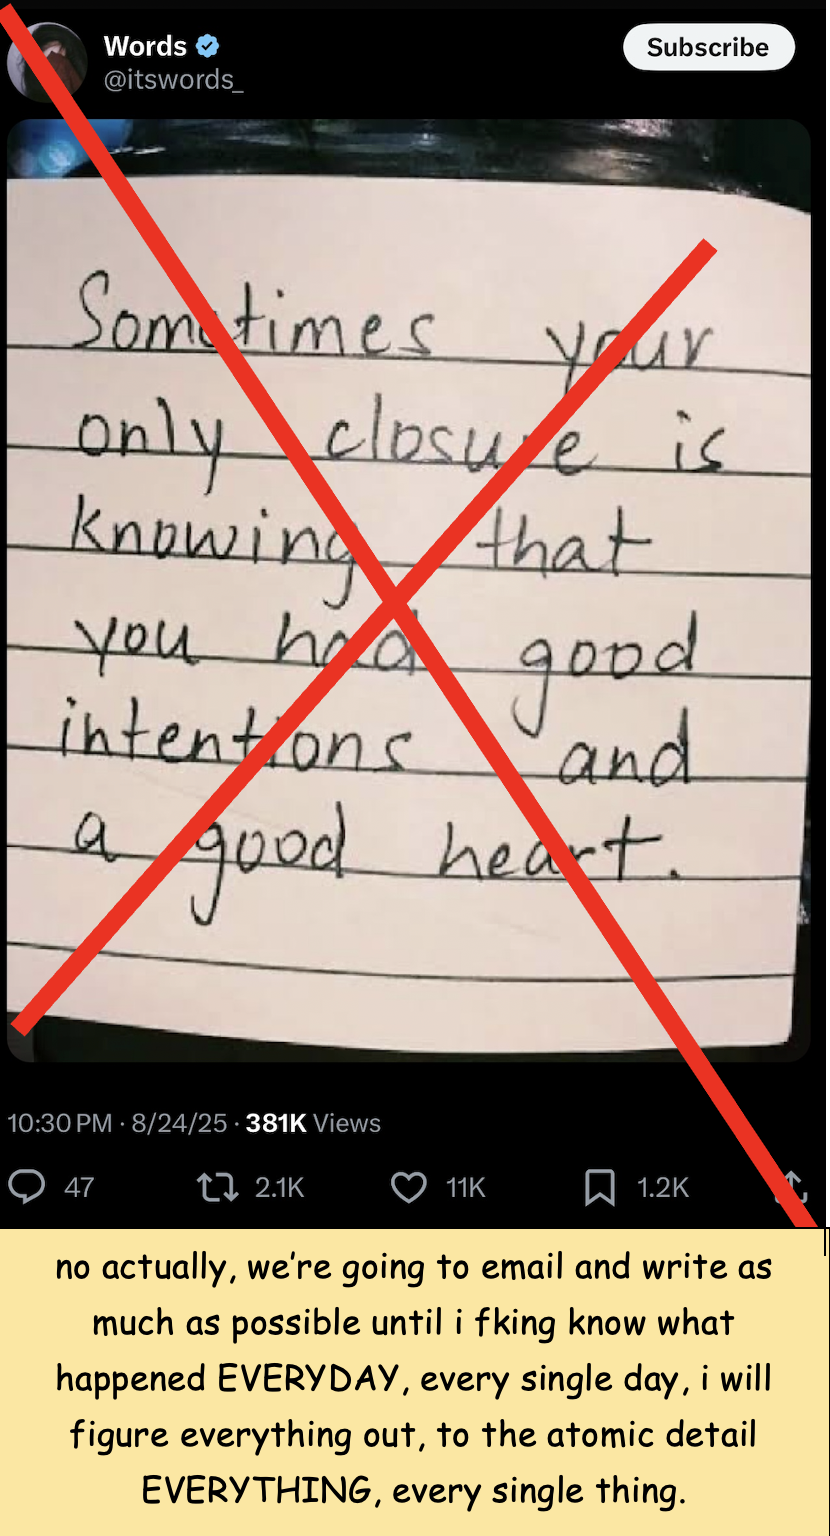 Words
@itswords_
Subscribe
Sometimes your
only closure is
knowing that
you had good
intentions and
a good heart.
10:30 PM · 8/24/25 · 381K Views
47 2.1K 11K 1.2K
no actually, we're going to email and write as
much as possible until i fking know what
happened EVERYDAY, every single day, i will
figure everything out, to the atomic detail
EVERYTHING, every single thing.